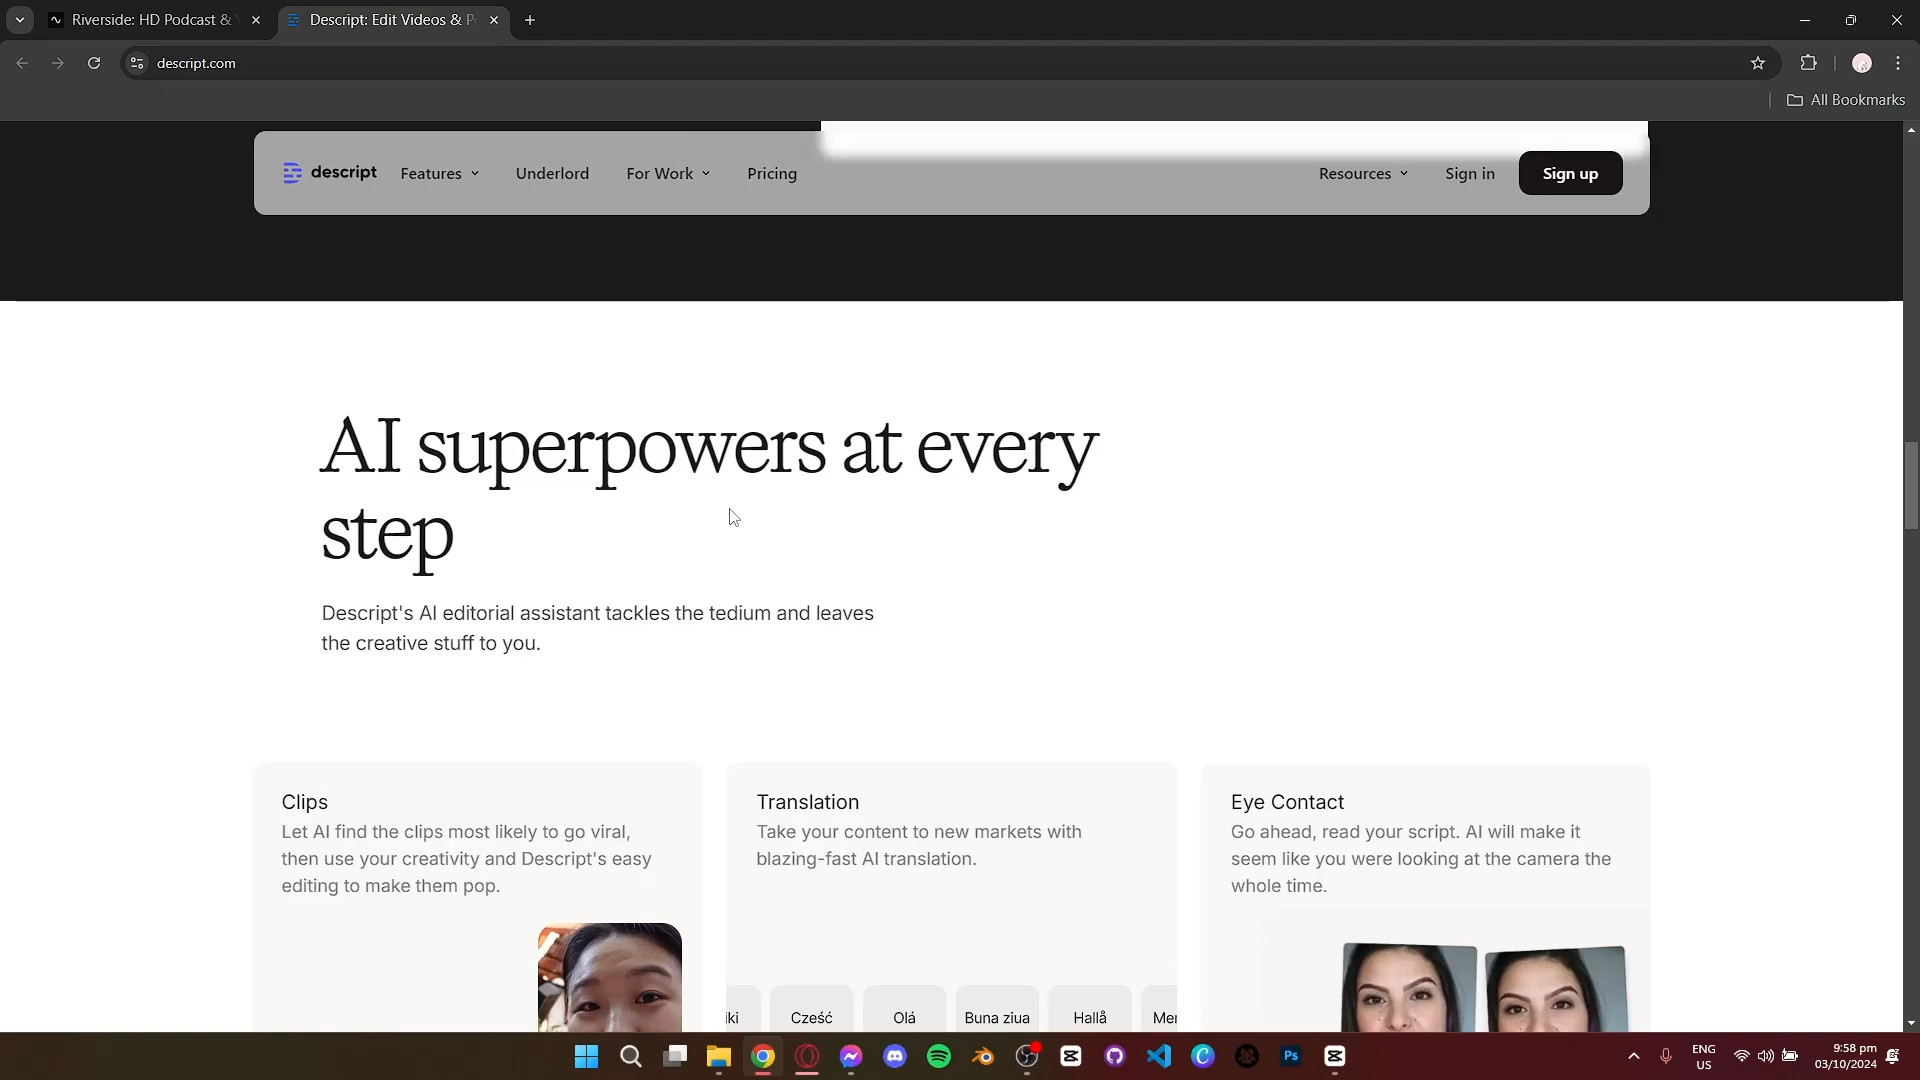 Riverside: HD Podcast &
Descript: Edit Videos & P
descript.com
All Bookmarks
descript
Features
Underlord
For Work
Pricing
Resources
Sign in
Sign up
AI superpowers at every
step
Descript's AI editorial assistant tackles the tedium and leaves
the creative stuff to you.
Clips
Let AI find the clips most likely to go viral,
then use your creativity and Descript's easy
editing to make them pop.
Translation
Take your content to new markets with
blazing-fast AI translation.
iki
Cześć
Olá
Buna ziua
Hallå
Mer
Eye Contact
Go ahead, read your script. AI will make it
seem like you were looking at the camera the
whole time.
Ps
ENG
US
9:58 pm
03/10/2024